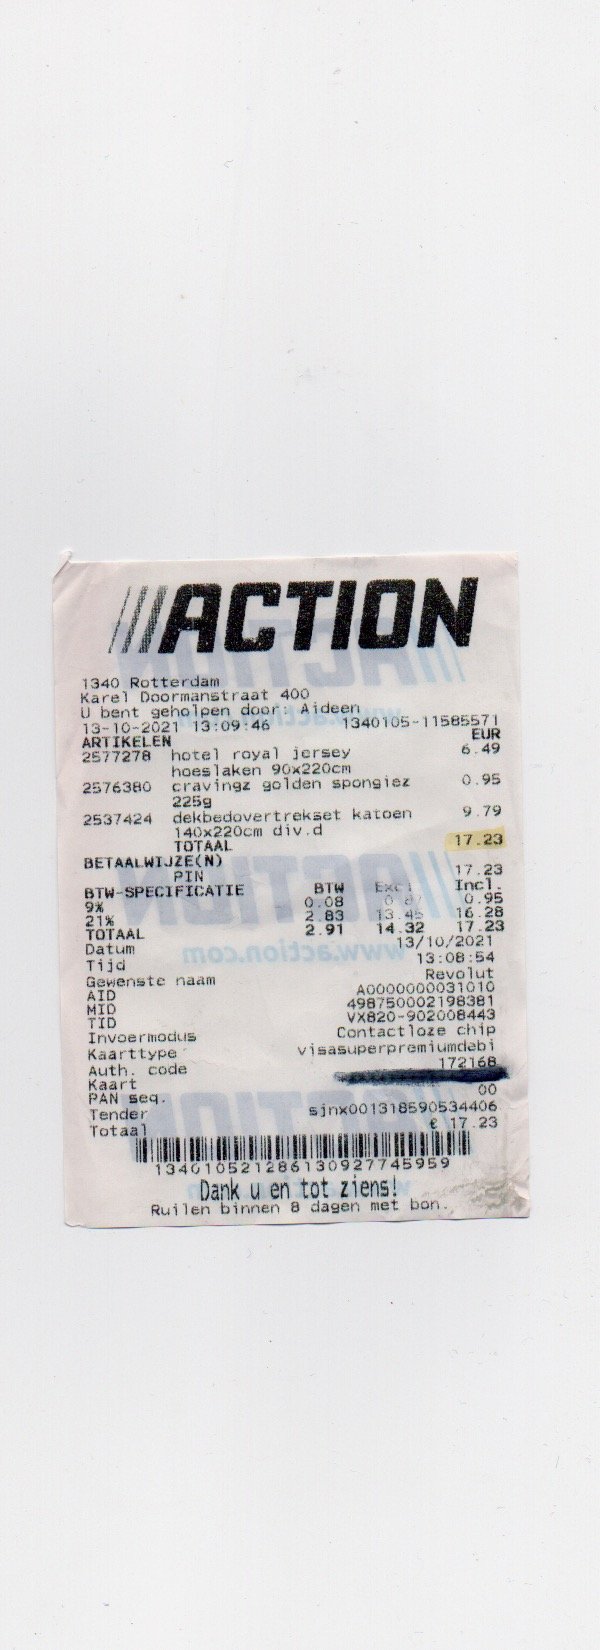 ACTION
1340 Rotterdam
Karel Doormanstraat 400
U bent geholpen door: Aideen
13-10-2021 13:09:46 1340105-11585571
ARTIKELEN EUR
2577278 hotel royal jersey 6.49
hoeslaken 90x220cm
2576380 cravingz golden spongiez 0.95
225g
2537424 dekbedovertrekset katoen 9.79
140x220cm div.d
TOTAAL 17.23
BETAALWIJZE(N)
PIN 17.23
BTW-SPECIFICATIE BTW Excl Incl.
9% 0.08 0.87 0.95
21% 2.83 13.45 16.28
TOTAAL 2.91 14.32 17.23
Datum 13/10/2021
Tijd 13:08:54
Gewenste naam Revolut
AID A0000000031010
MID 498750002198381
TID VX820-902008443
Invoermodus Contactloze chip
Kaarttype visasuperpremiumdebi
Auth. code 172168
Kaart
PAN seq. 00
Tender sjnx001318590534406
Totaal € 17.23
134010521286130927745959
Dank u en tot ziens!
Ruilen binnen 8 dagen met bon.